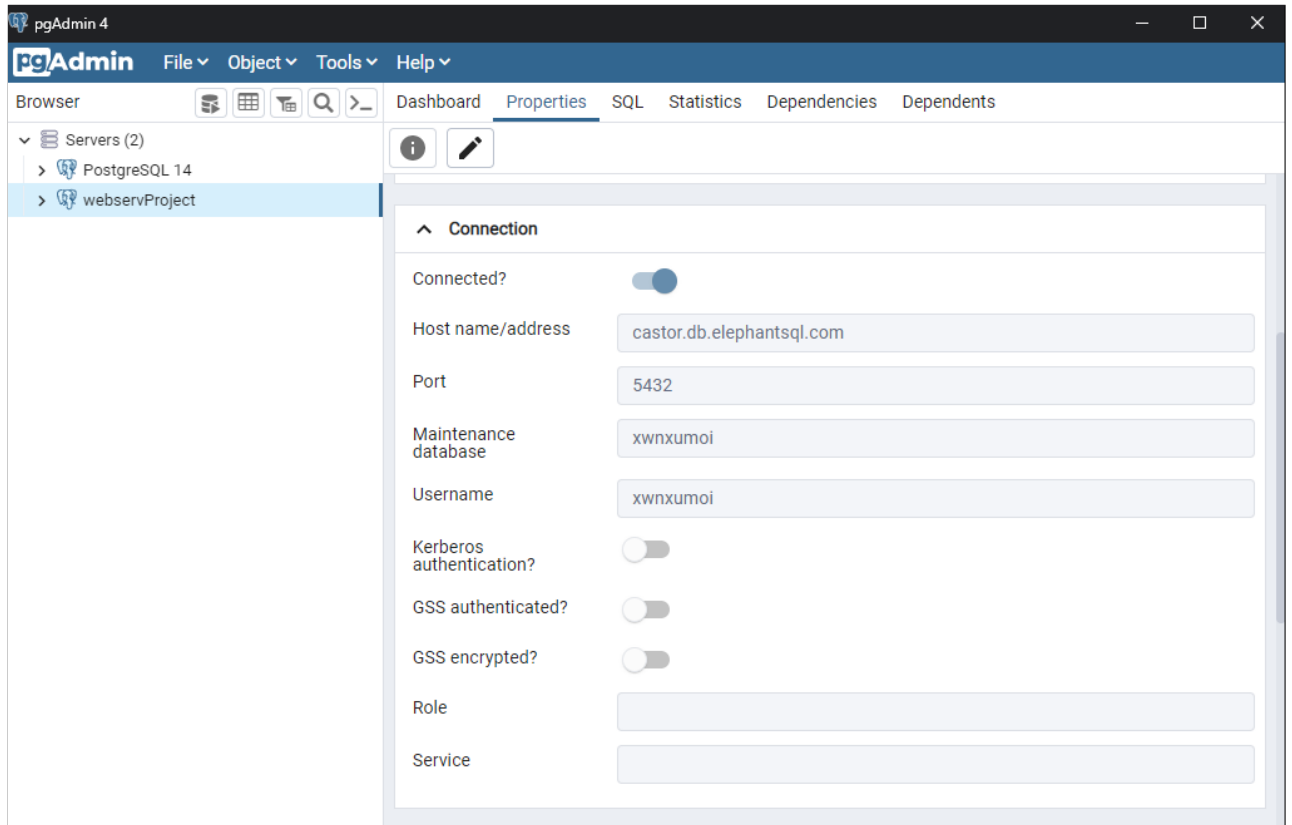 pgAdmin 4
pgAdmin File Object Tools Help
Browser Dashboard Properties SQL Statistics Dependencies Dependents
Servers (2)
PostgreSQL 14
webservProject
Connection
Connected?
Host name/address castor.db.elephantsql.com
Port 5432
Maintenance
database xwnxumoi
Username xwnxumoi
Kerberos
authentication?
GSS authenticated?
GSS encrypted?
Role
Service